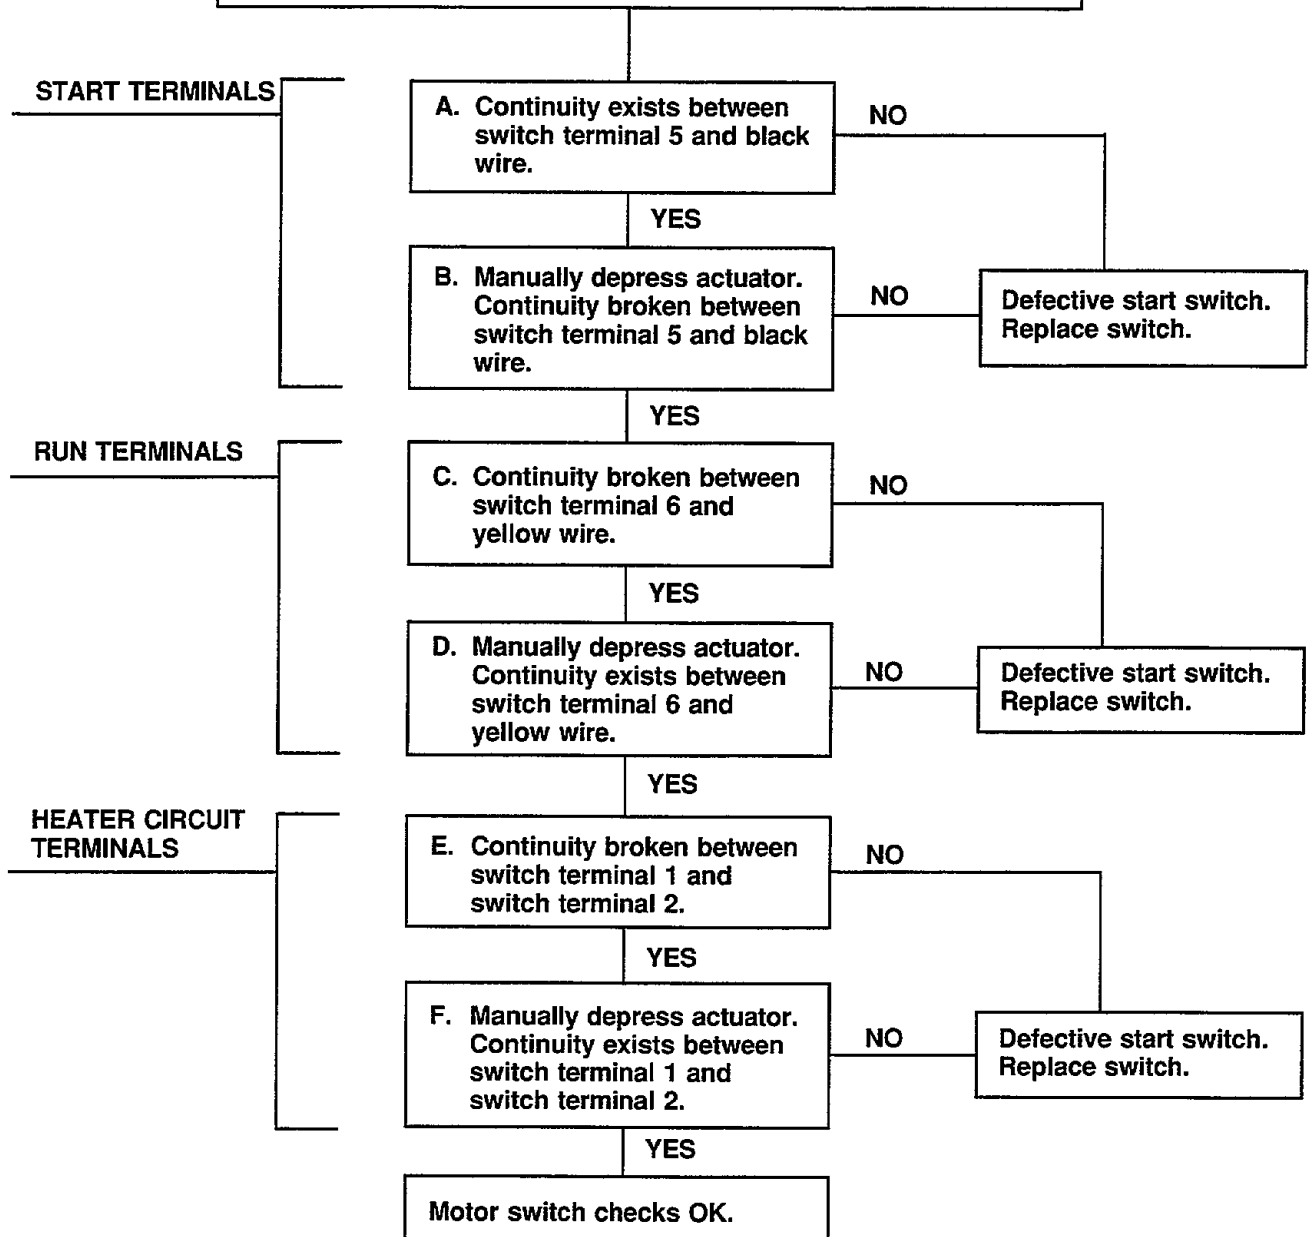 START TERMINALS
A. Continuity exists between
switch terminal 5 and black
wire.
NO
YES
B. Manually depress actuator.
Continuity broken between
switch terminal 5 and black
wire.
NO
Defective start switch.
Replace switch.
YES
RUN TERMINALS
C. Continuity broken between
switch terminal 6 and
yellow wire.
NO
YES
D. Manually depress actuator.
Continuity exists between
switch terminal 6 and
yellow wire.
NO
Defective start switch.
Replace switch.
YES
HEATER CIRCUIT
TERMINALS
E. Continuity broken between
switch terminal 1 and
switch terminal 2.
NO
YES
F. Manually depress actuator.
Continuity exists between
switch terminal 1 and
switch terminal 2.
NO
Defective start switch.
Replace switch.
YES
Motor switch checks OK.